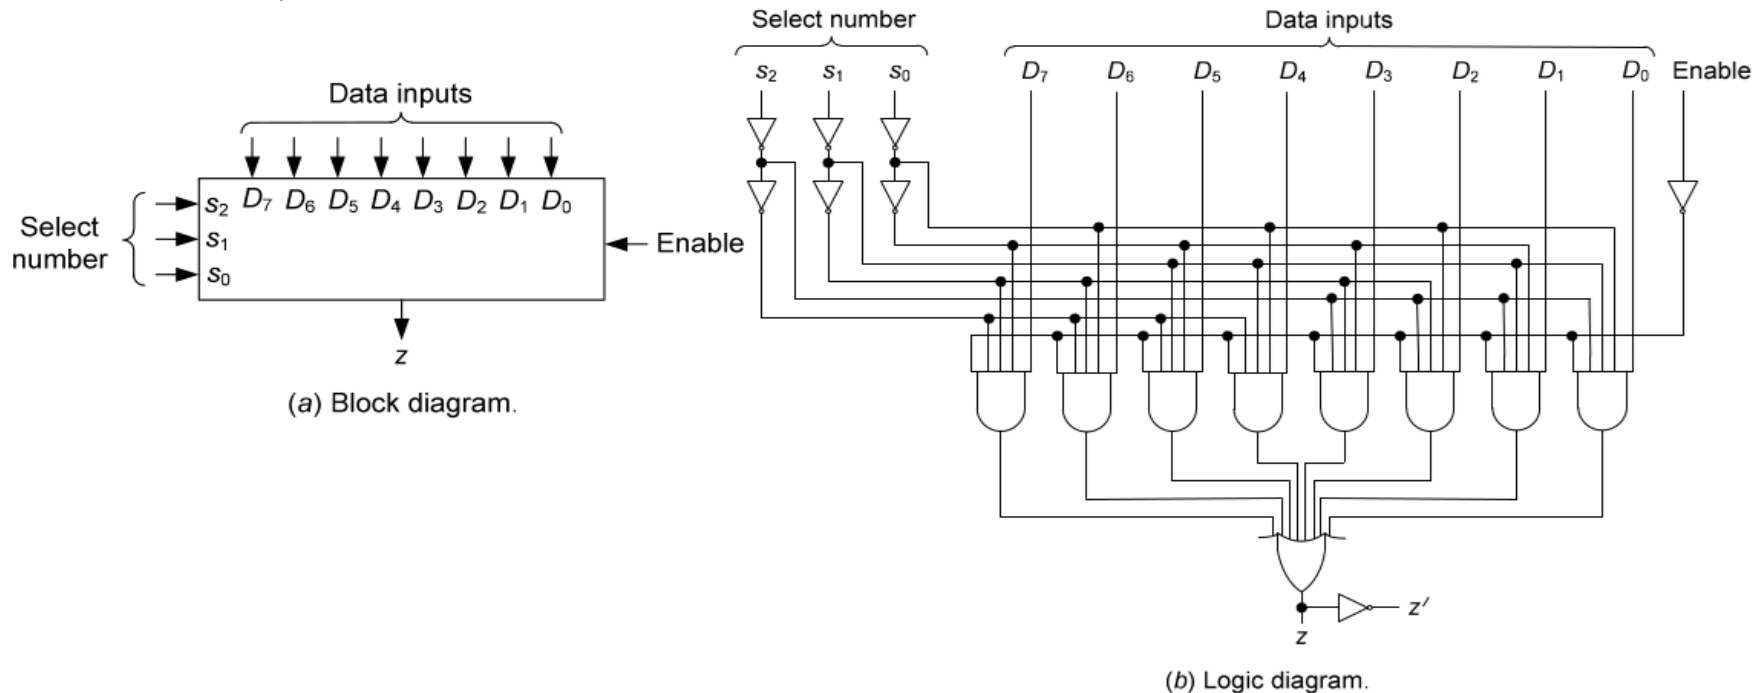 Data inputs
D₇ D₆ D₅ D₄ D₃ D₂ D₁ D₀
Select
number
s₂
s₁
s₀
Enable
z
(a) Block diagram.
Select number
Data inputs
s₂ s₁ s₀ D₇ D₆ D₅ D₄ D₃ D₂ D₁ D₀ Enable
z′
z
(b) Logic diagram.